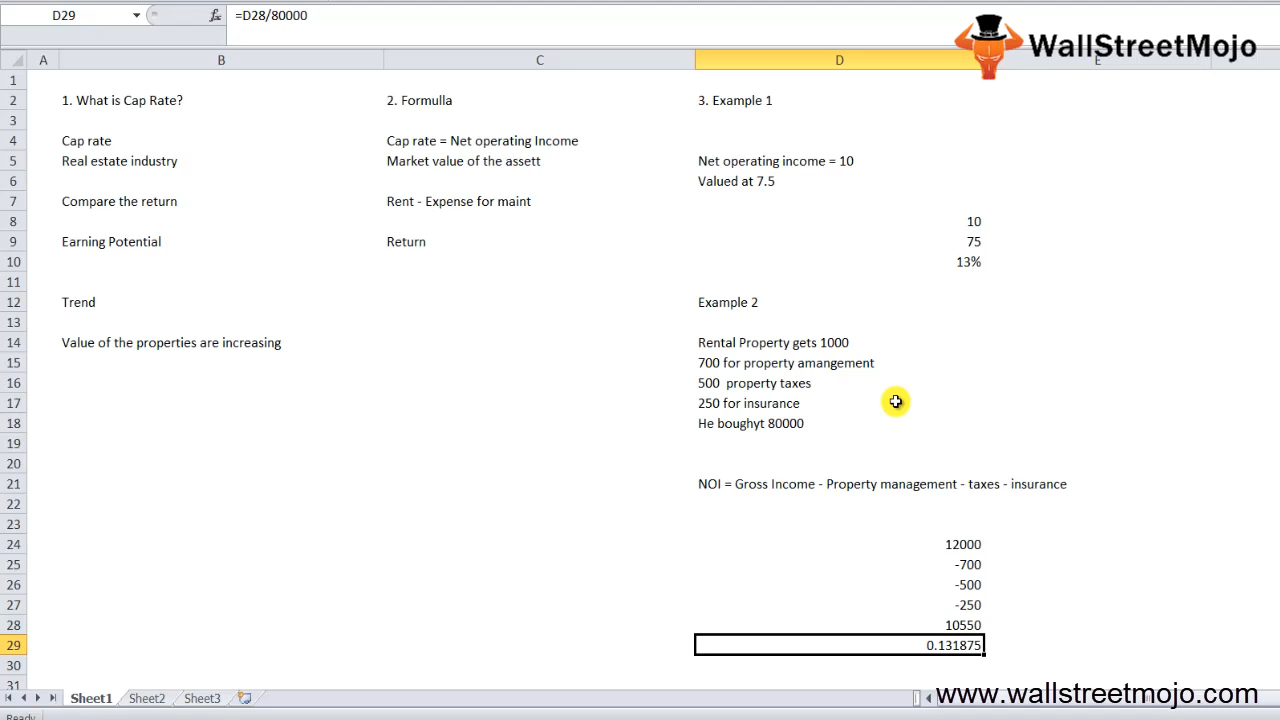 D29 fx =D28/80000
WallStreetMojo
A B C D E
1
2 1. What is Cap Rate? 2. Formulla 3. Example 1
3
4 Cap rate Cap rate = Net operating Income
5 Real estate industry Market value of the assett Net operating income = 10
6 Valued at 7.5
7 Compare the return Rent - Expense for maint
8 10
9 Earning Potential Return 75
10 13%
11
12 Trend Example 2
13
14 Value of the properties are increasing Rental Property gets 1000
15 700 for property amangement
16 500 property taxes
17 250 for insurance
18 He boughyt 80000
19
20
21 NOI = Gross Income - Property management - taxes - insurance
22
23
24 12000
25 -700
26 -500
27 -250
28 10550
29 0.131875
30
31
Sheet1 Sheet2 Sheet3
www.wallstreetmojo.com
Ready